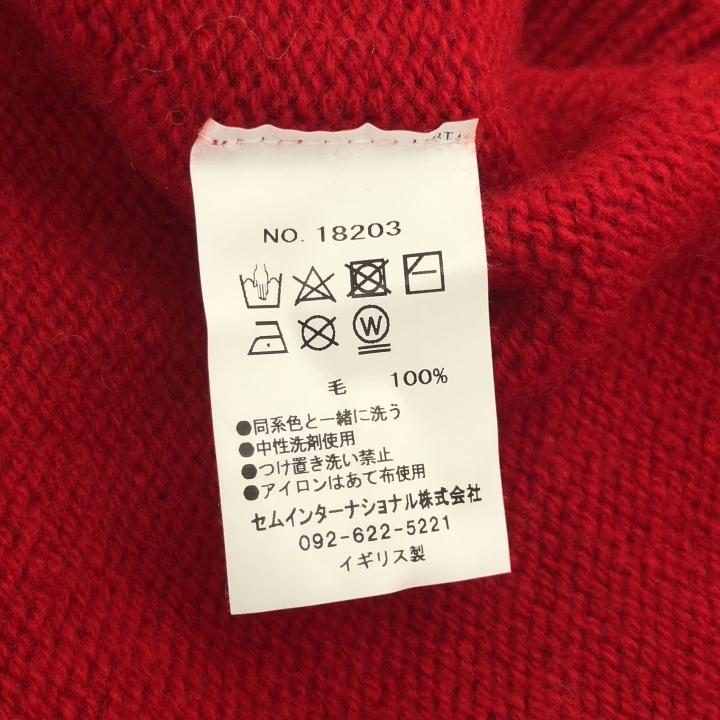 NO. 18203
W
毛 100%
●同系色と一緒に洗う
●中性洗剤使用
●つけ置き洗い禁止
●アイロンはあて布使用
セムインターナショナル株式会社
092-622-5221
イギリス製